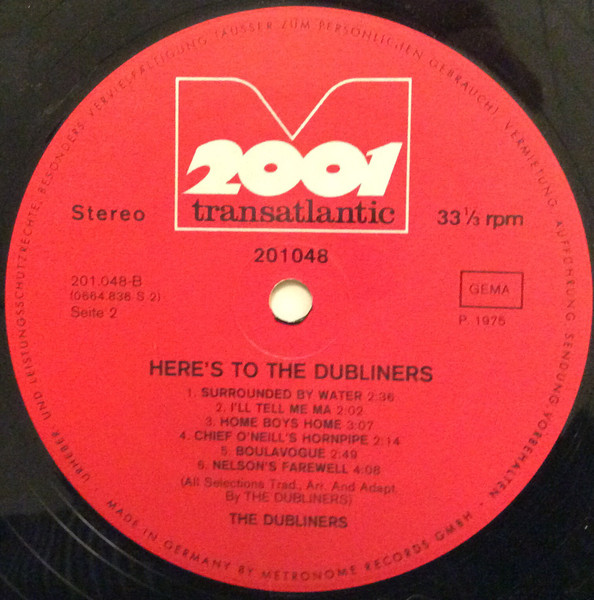 URHEBER UND LEISTUNGSSCHUTZRECHTE, BESONDERS VERVIELFÄLTIGUNG (AUSSER ZUM PERSÖNLICHEN GEBRAUCH) VERMIETUNG, AUFFÜHRUNG, SENDUNG VORBEHALTEN.
2001
transatlantic
Stereo
33 1/3 rpm
201048
201.048-B
(0664.836 S 2)
Seite 2
GEMA
P. 1975
HERE'S TO THE DUBLINERS
1. SURROUNDED BY WATER 2:36
2. I'LL TELL ME MA 2:02
3. HOME BOYS HOME 3:07
4. CHIEF O'NEILL'S HORNPIPE 2:14
5. BOULAVOGUE 2:49
6. NELSON'S FAREWELL 4:08
(All Selections Trad., Arr. And Adapt.
By THE DUBLINERS)
THE DUBLINERS
· MADE IN GERMANY BY METRONOME RECORDS GMBH ·